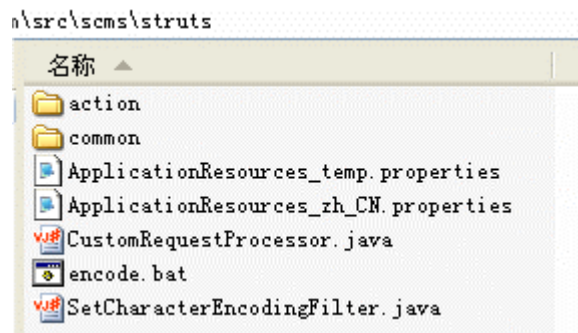 \src\scms\struts
名称
action
common
ApplicationResources_temp.properties
ApplicationResources_zh_CN.properties
CustomRequestProcessor.java
encode.bat
SetCharacterEncodingFilter.java